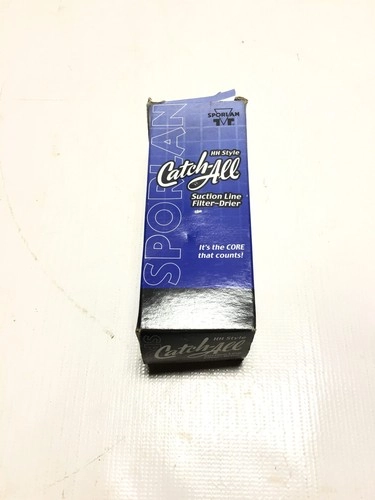 SPORLAN
SPORLAN
HH Style
Catch-All
Suction Line
Filter-Drier
It's the CORE
that counts!
HH Style
Catch-All